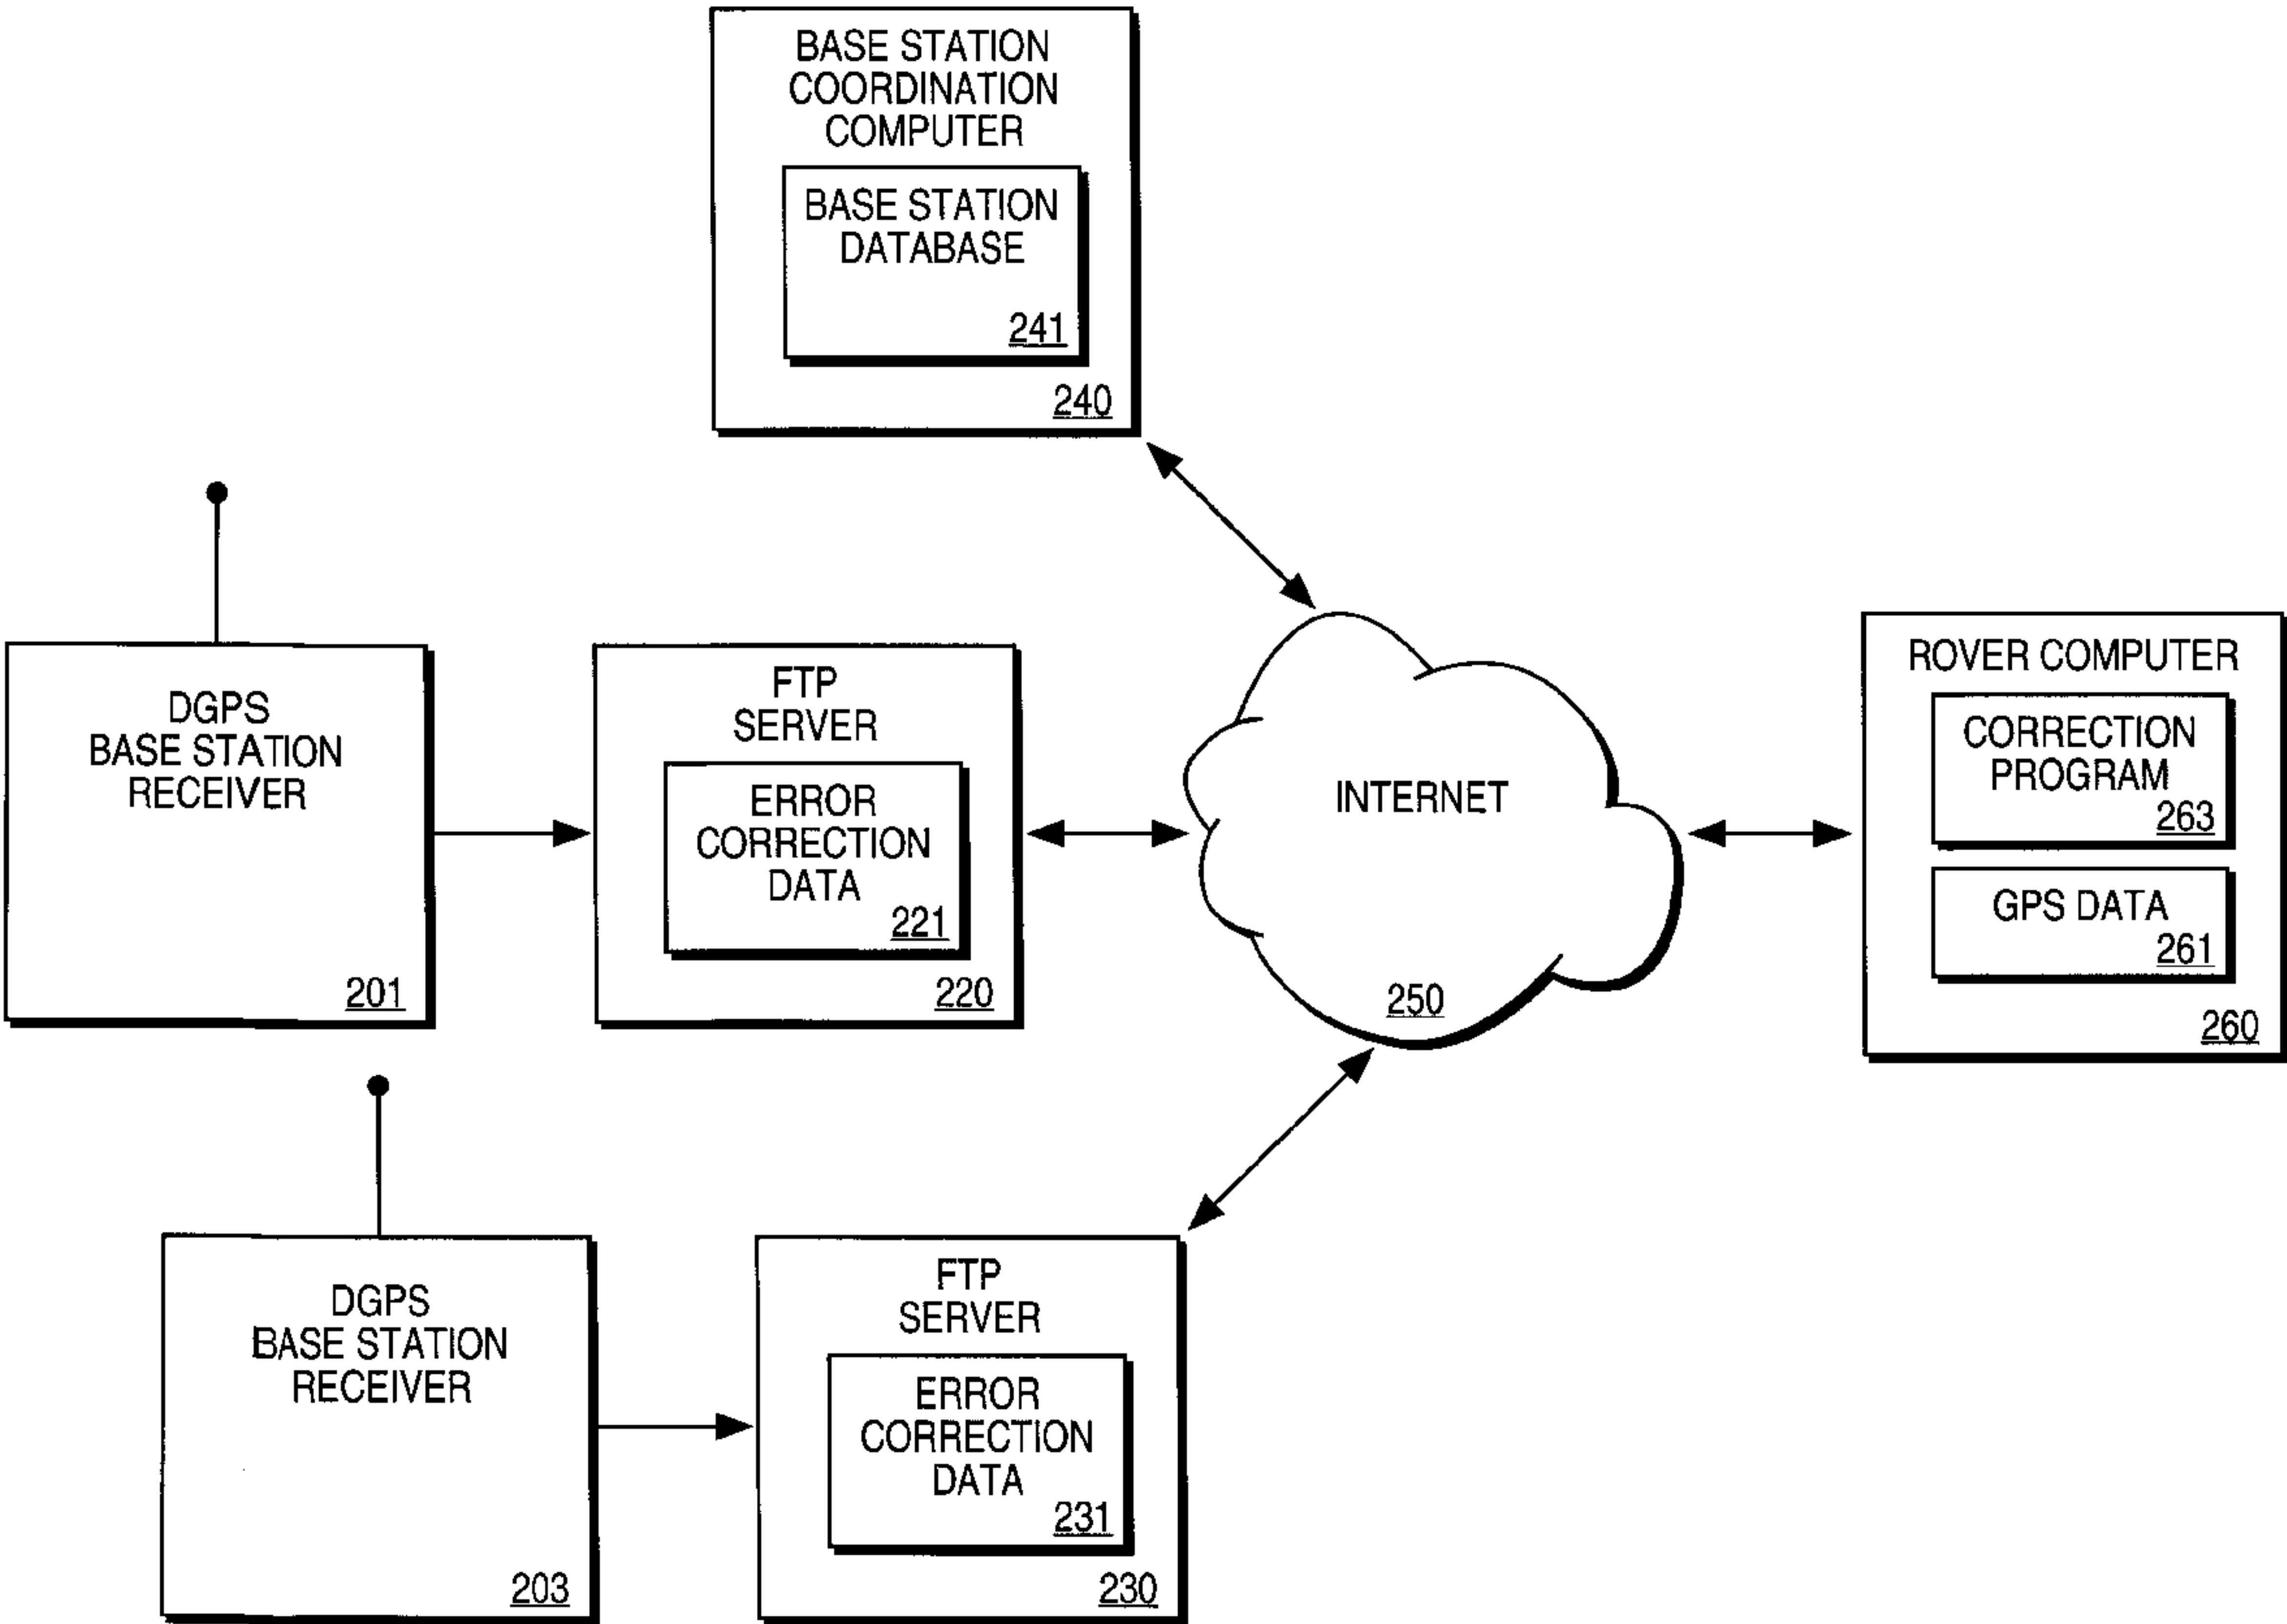 BASE STATION
COORDINATION
COMPUTER
BASE STATION
DATABASE
241
240
DGPS
BASE STATION
RECEIVER
201
FTP
SERVER
ERROR
CORRECTION
DATA
221
220
INTERNET
250
ROVER COMPUTER
CORRECTION
PROGRAM
263
GPS DATA
261
260
DGPS
BASE STATION
RECEIVER
203
FTP
SERVER
ERROR
CORRECTION
DATA
231
230